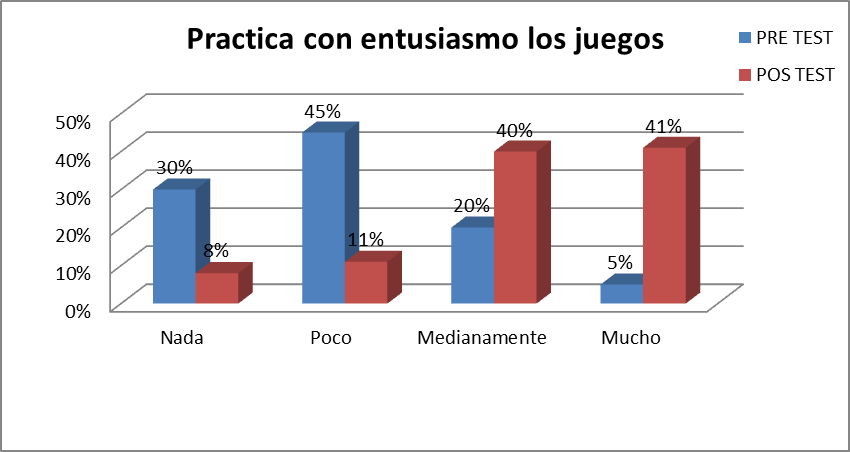 Practica con entusiasmo los juegos
PRE TEST
POS TEST
50%
40%
30%
20%
10%
0%
30%
8%
45%
11%
20%
40%
5%
41%
Nada
Poco
Medianamente
Mucho